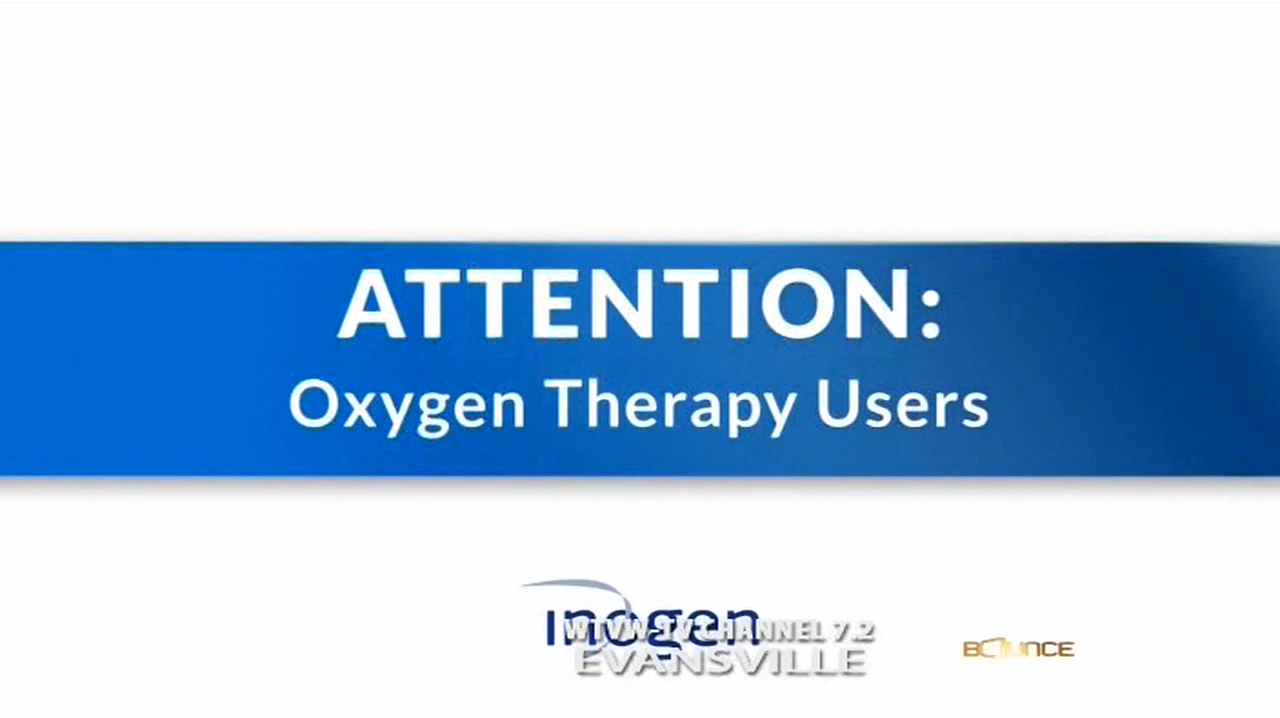 ATTENTION:
Oxygen Therapy Users
inogen
WTVW-TV CHANNEL 7.2
EVANSVILLE
BOUNCE